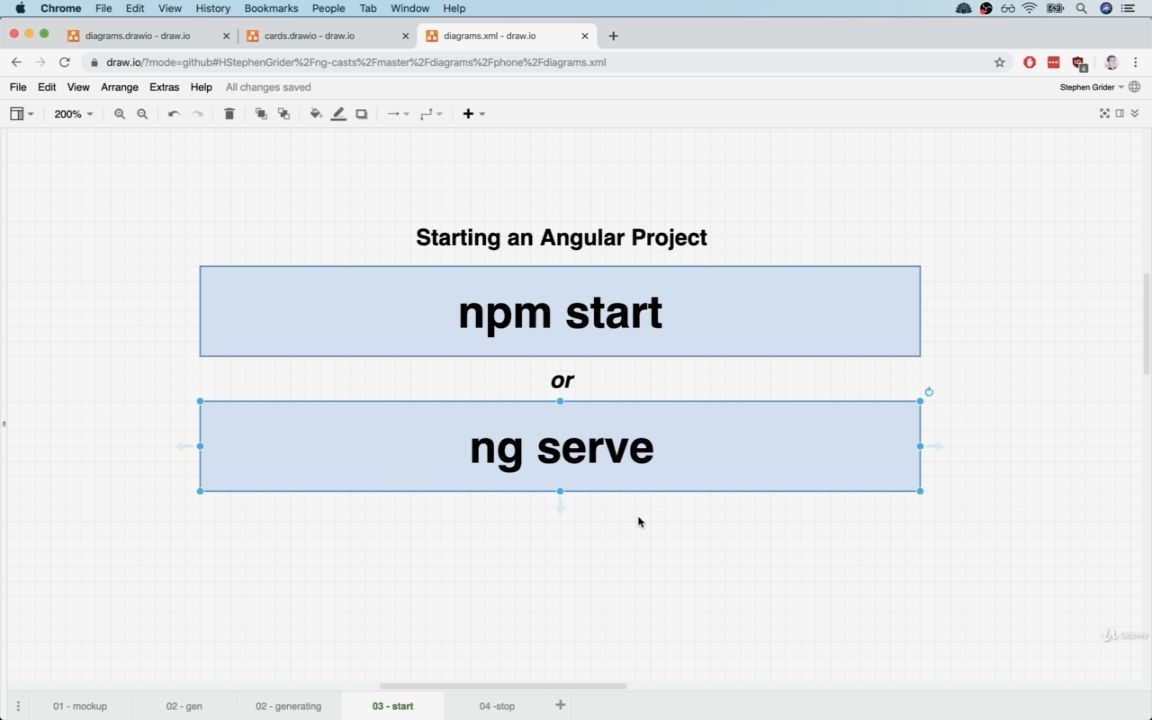 Chrome File Edit View History Bookmarks People Tab Window Help
diagrams.drawio - draw.io
cards.drawio - draw.io
diagrams.xml - draw.io
draw.io/?mode=github#HStephenGrider%2Fng-casts%2Fmaster%2Fdiagrams%2Fphone%2Fdiagrams.xml
4
File Edit View Arrange Extras Help All changes saved
Stephen Grider
200%
Starting an Angular Project
npm start
or
ng serve
Udemy
01 - mockup
02 - gen
02 - generating
03 - start
04 -stop